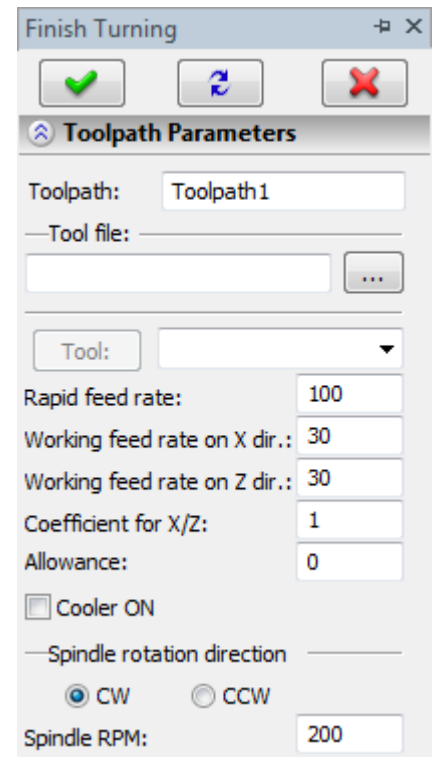 Finish Turning
Toolpath Parameters
Toolpath: Toolpath1
Tool file:
...
Tool:
Rapid feed rate: 100
Working feed rate on X dir.: 30
Working feed rate on Z dir.: 30
Coefficient for X/Z: 1
Allowance: 0
Cooler ON
Spindle rotation direction
CW CCW
Spindle RPM: 200